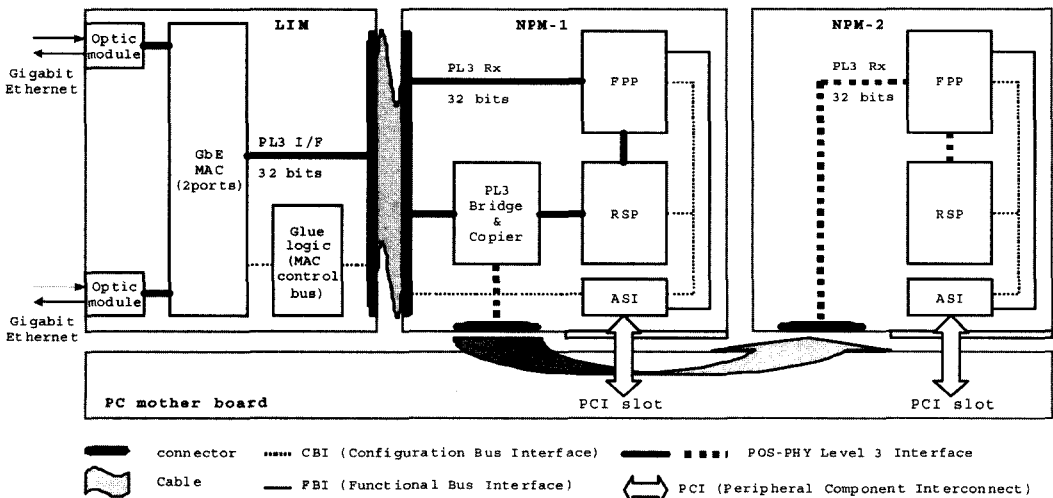 LIM
NPM-1
NPM-2
Optic
module
Gigabit
Ethernet
GbE
MAC
(2ports)
PL3 I/F
32 bits
Glue
logic
(MAC
control
bus)
Optic
module
Gigabit
Ethernet
PL3 Rx
32 bits
FPP
PL3
Bridge
&
Copier
RSP
ASI
PL3 Rx
32 bits
FPP
RSP
ASI
PC mother board
PCI slot
PCI slot
connector
CBI (Configuration Bus Interface)
POS-PHY Level 3 Interface
Cable
FBI (Functional Bus Interface)
PCI (Peripheral Component Interconnect)